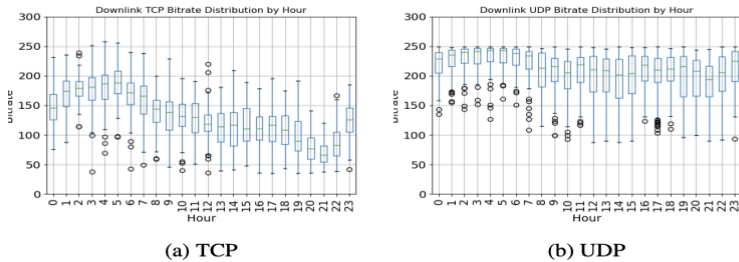 Downlink TCP Bitrate Distribution by Hour
300
250
200
150
100
50
0
Bitrate
0 1 2 3 4 5 6 7 8 9 10 11 12 13 14 15 16 17 18 19 20 21 22 23
Hour
(a) TCP
Downlink UDP Bitrate Distribution by Hour
300
250
200
150
100
50
0
Bitrate
0 1 2 3 4 5 6 7 8 9 10 11 12 13 14 15 16 17 18 19 20 21 22 23
Hour
(b) UDP